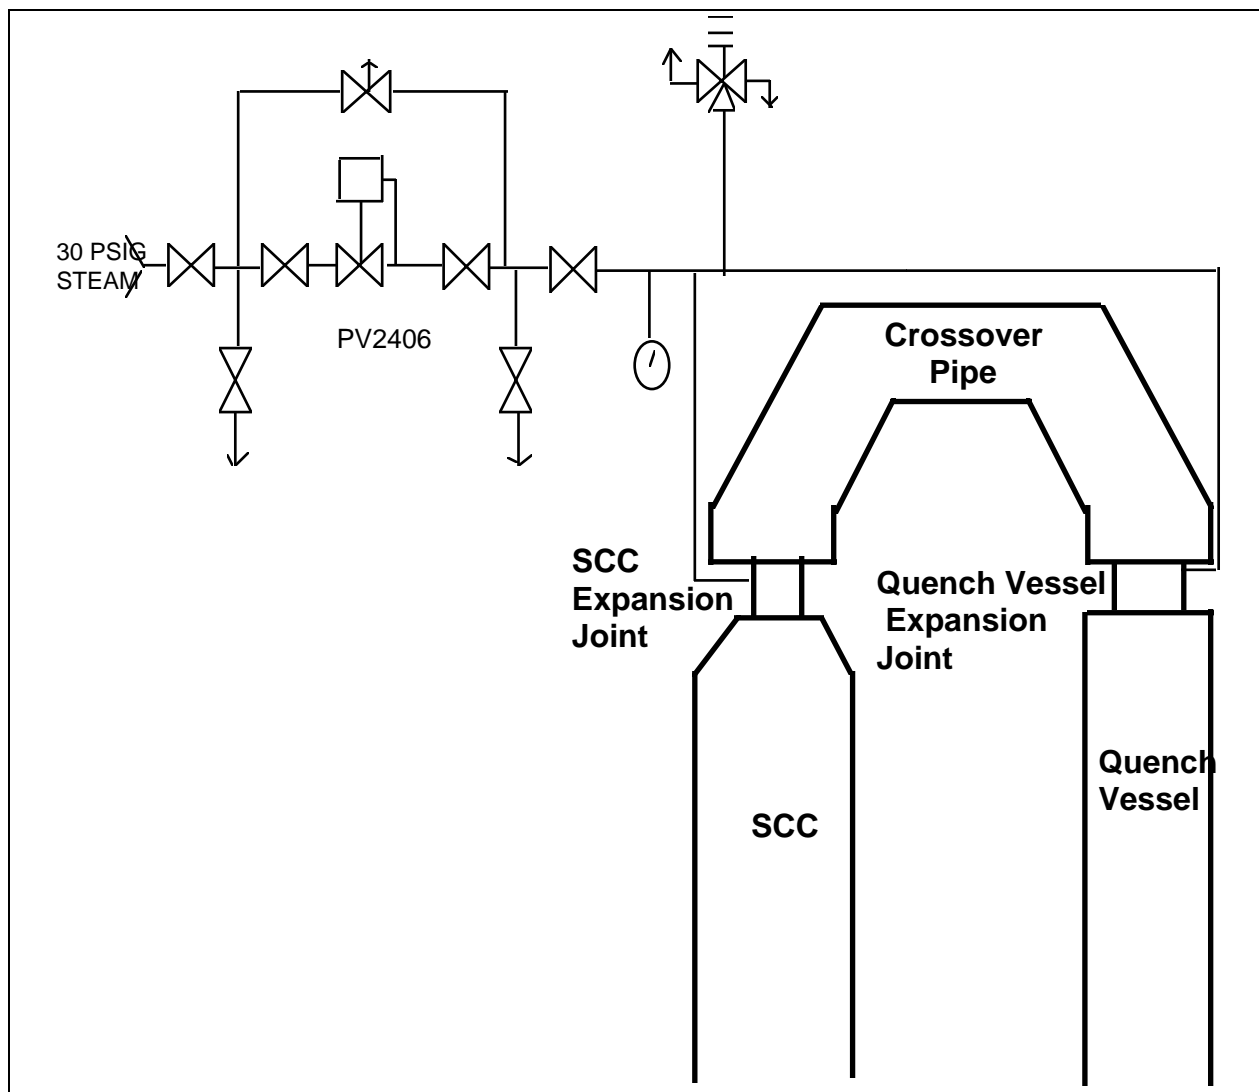 30 PSIG
STEAM
PV2406
Crossover
Pipe
SCC
Expansion
Joint
Quench Vessel
Expansion
Joint
Quench
Vessel
SCC